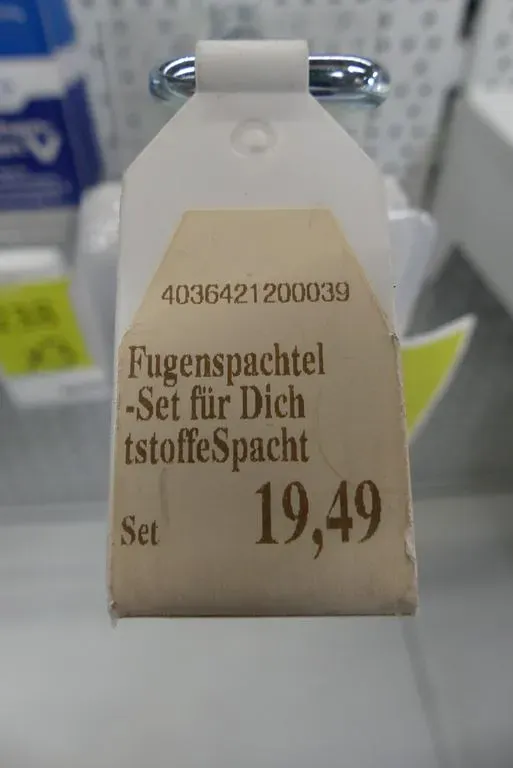 4036421200039
Fugenspachtel
-Set für Dich
tstoffeSpacht
Set 19,49